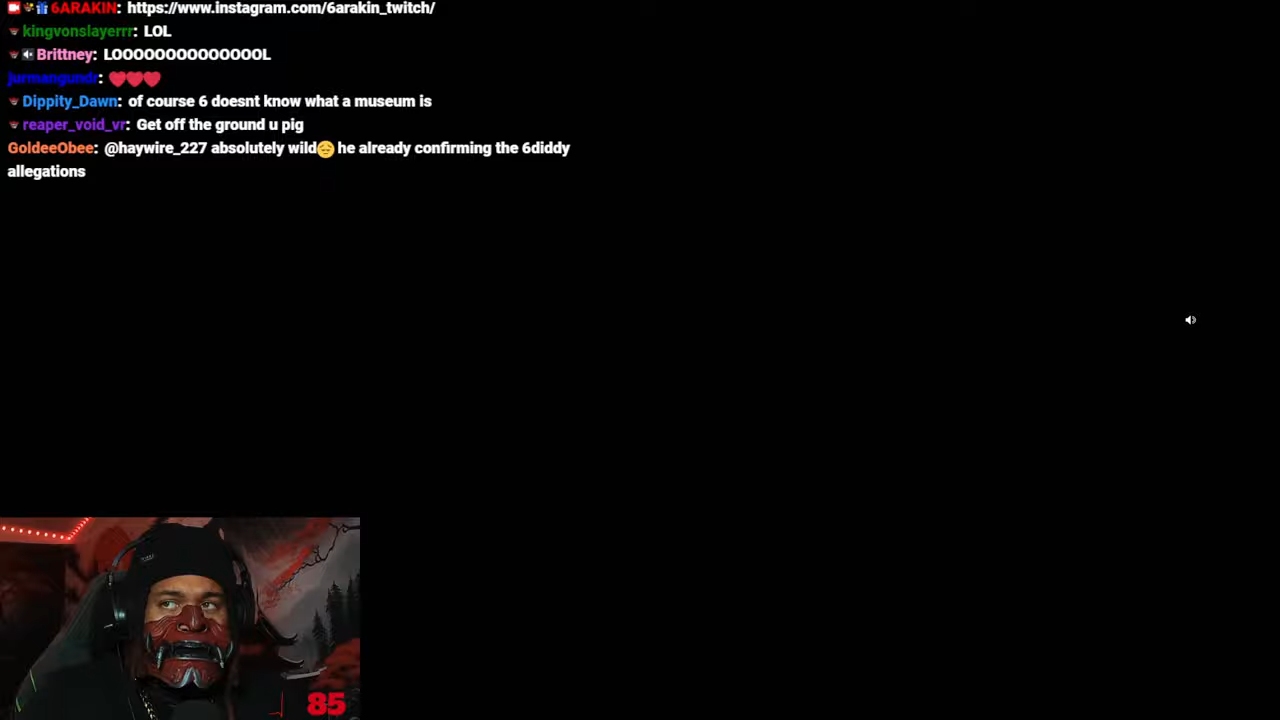 6ARAKIN: https://www.instagram.com/6arakin_twitch/
kingvonslayerrr: LOL
Brittney: LOOOOOOOOOOOOOOL
jurmangundr: ❤️❤️❤️
Dippity_Dawn: of course 6 doesnt know what a museum is
reaper_void_vr: Get off the ground u pig
GoldeeObee: @haywire_227 absolutely wild😔 he already confirming the 6diddy
allegations
85